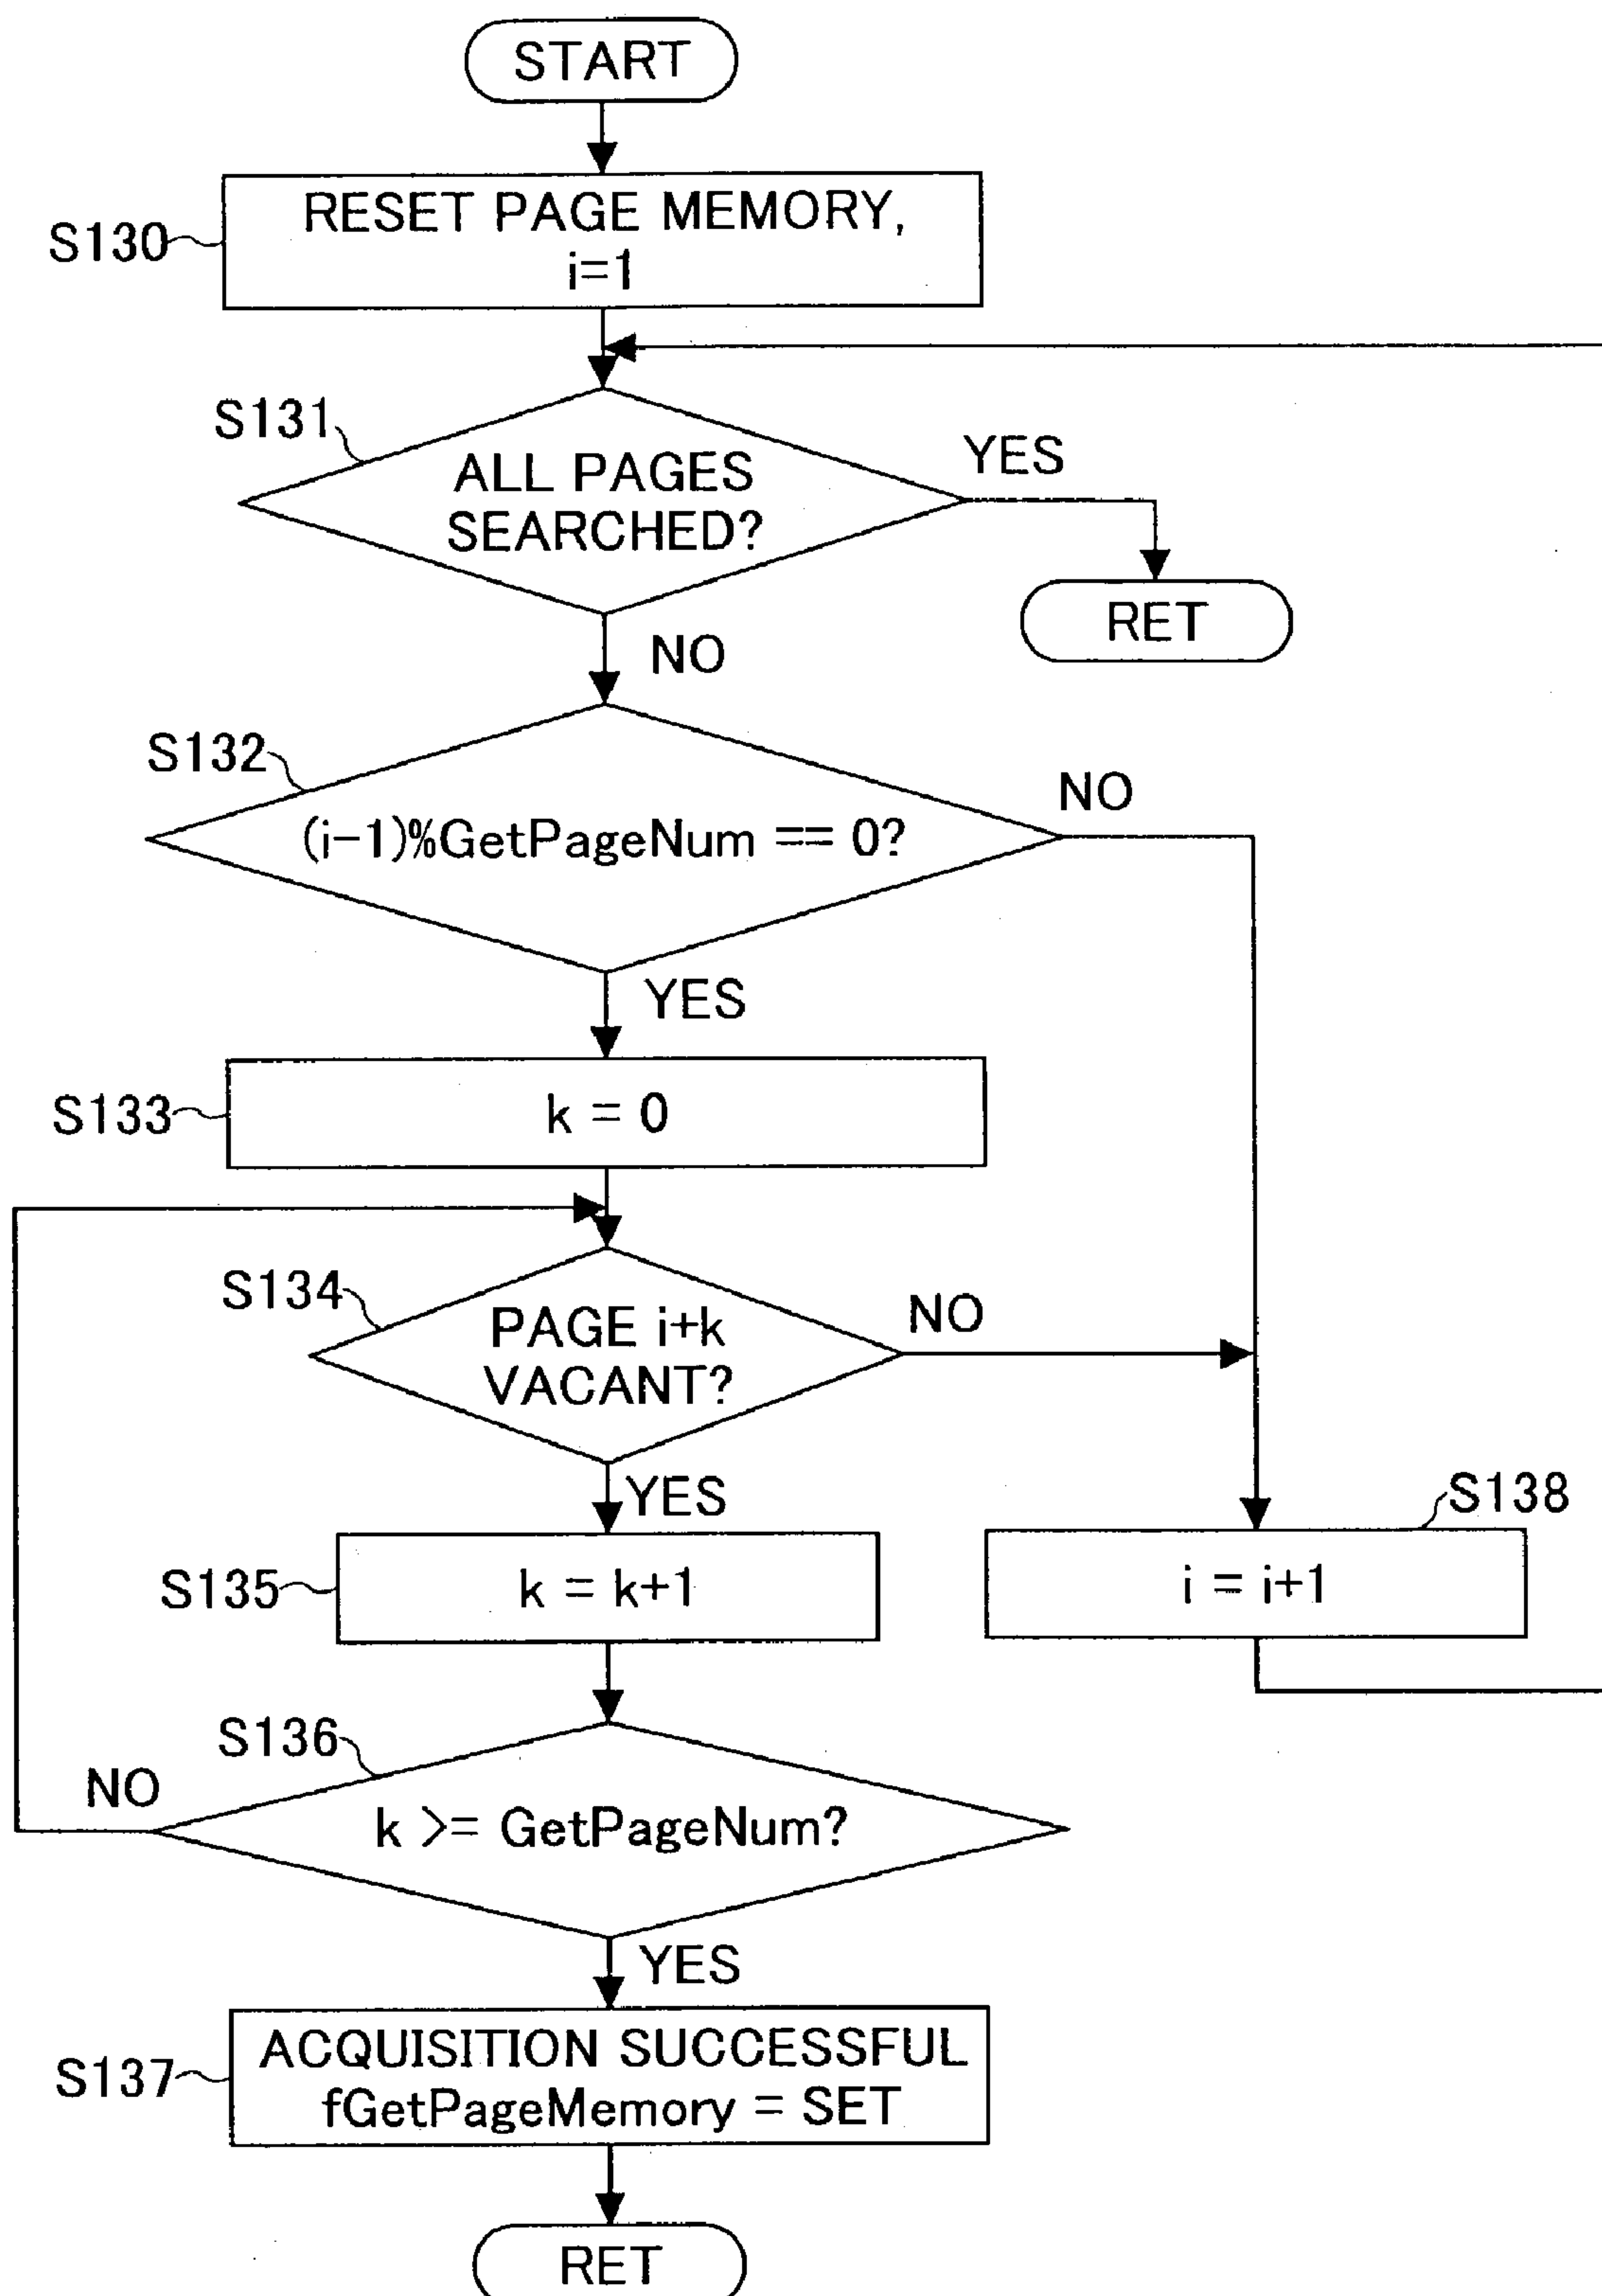 START
S130
RESET PAGE MEMORY,
i=1
S131
ALL PAGES
SEARCHED?
YES
RET
NO
S132
(i-1)%GetPageNum == 0?
NO
YES
S133
k = 0
S134
PAGE i+k
VACANT?
NO
YES
S135
k = k+1
S138
i = i+1
S136
NO
k >= GetPageNum?
YES
S137
ACQUISITION SUCCESSFUL
fGetPageMemory = SET
RET